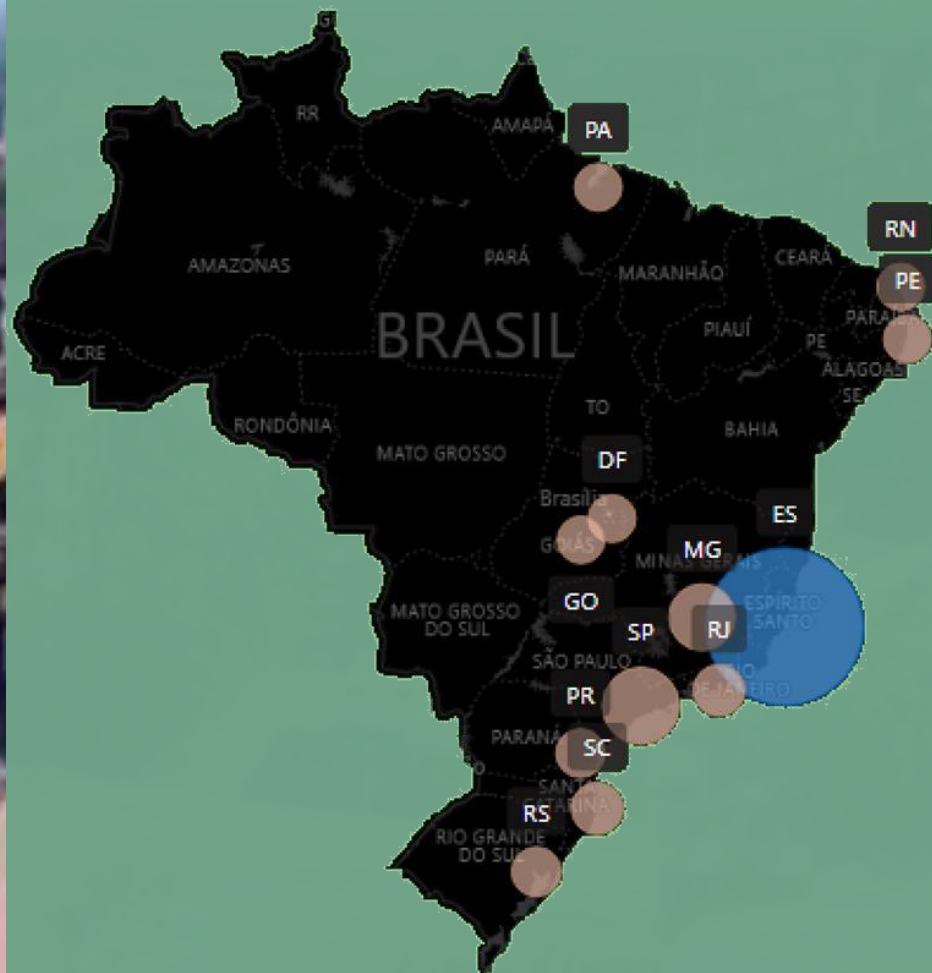 RR
AMAPÁ
PA
RN
AMAZONAS
PARÁ
MARANHÃO
CEARÁ
PE
BRASIL
PIAUÍ
PE
ACRE
ALAGOAS
SE
TO
RONDÔNIA
BAHIA
MATO GROSSO
DF
Brasília
ES
GOIÁS
MG
MINAS GERAIS
GO
ESPÍRITO
SANTO
MATO GROSSO
DO SUL
SP
RJ
SÃO PAULO
PR
PARANÁ
SC
RS
RIO GRANDE
DO SUL